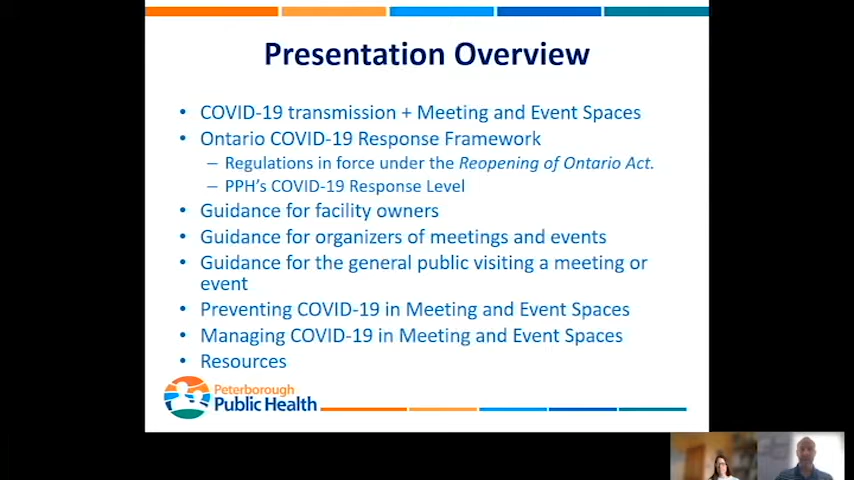 Presentation Overview
• COVID-19 transmission + Meeting and Event Spaces
• Ontario COVID-19 Response Framework
– Regulations in force under the Reopening of Ontario Act.
– PPH's COVID-19 Response Level
• Guidance for facility owners
• Guidance for organizers of meetings and events
• Guidance for the general public visiting a meeting or
event
• Preventing COVID-19 in Meeting and Event Spaces
• Managing COVID-19 in Meeting and Event Spaces
• Resources
Peterborough
Public Health